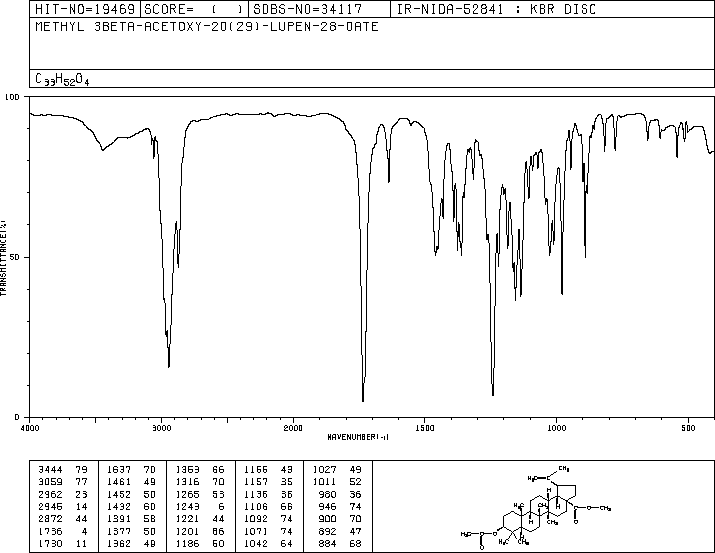 HIT-NO=19469 SCORE= ( ) SDBS-NO=34117 IR-NIDA-52841 : KBR DISC
METHYL 3BETA-ACETOXY-20(29)-LUPEN-28-OATE
C33H52O4
100
50
0
TRANSMITTANCE(%)
4000 3000 2000 1500 1000 500
WAVENUMBER(-1)
3444 79 1637 70 1363 66 1166 43 1027 49
3059 77 1461 49 1316 70 1157 35 1011 52
2962 23 1452 50 1265 53 1136 36 980 36
2945 14 1432 60 1243 6 1106 66 946 74
2872 44 1391 58 1221 44 1092 74 900 70
1736 4 1377 50 1201 66 1071 74 892 47
1730 11 1362 49 1186 50 1042 64 884 68